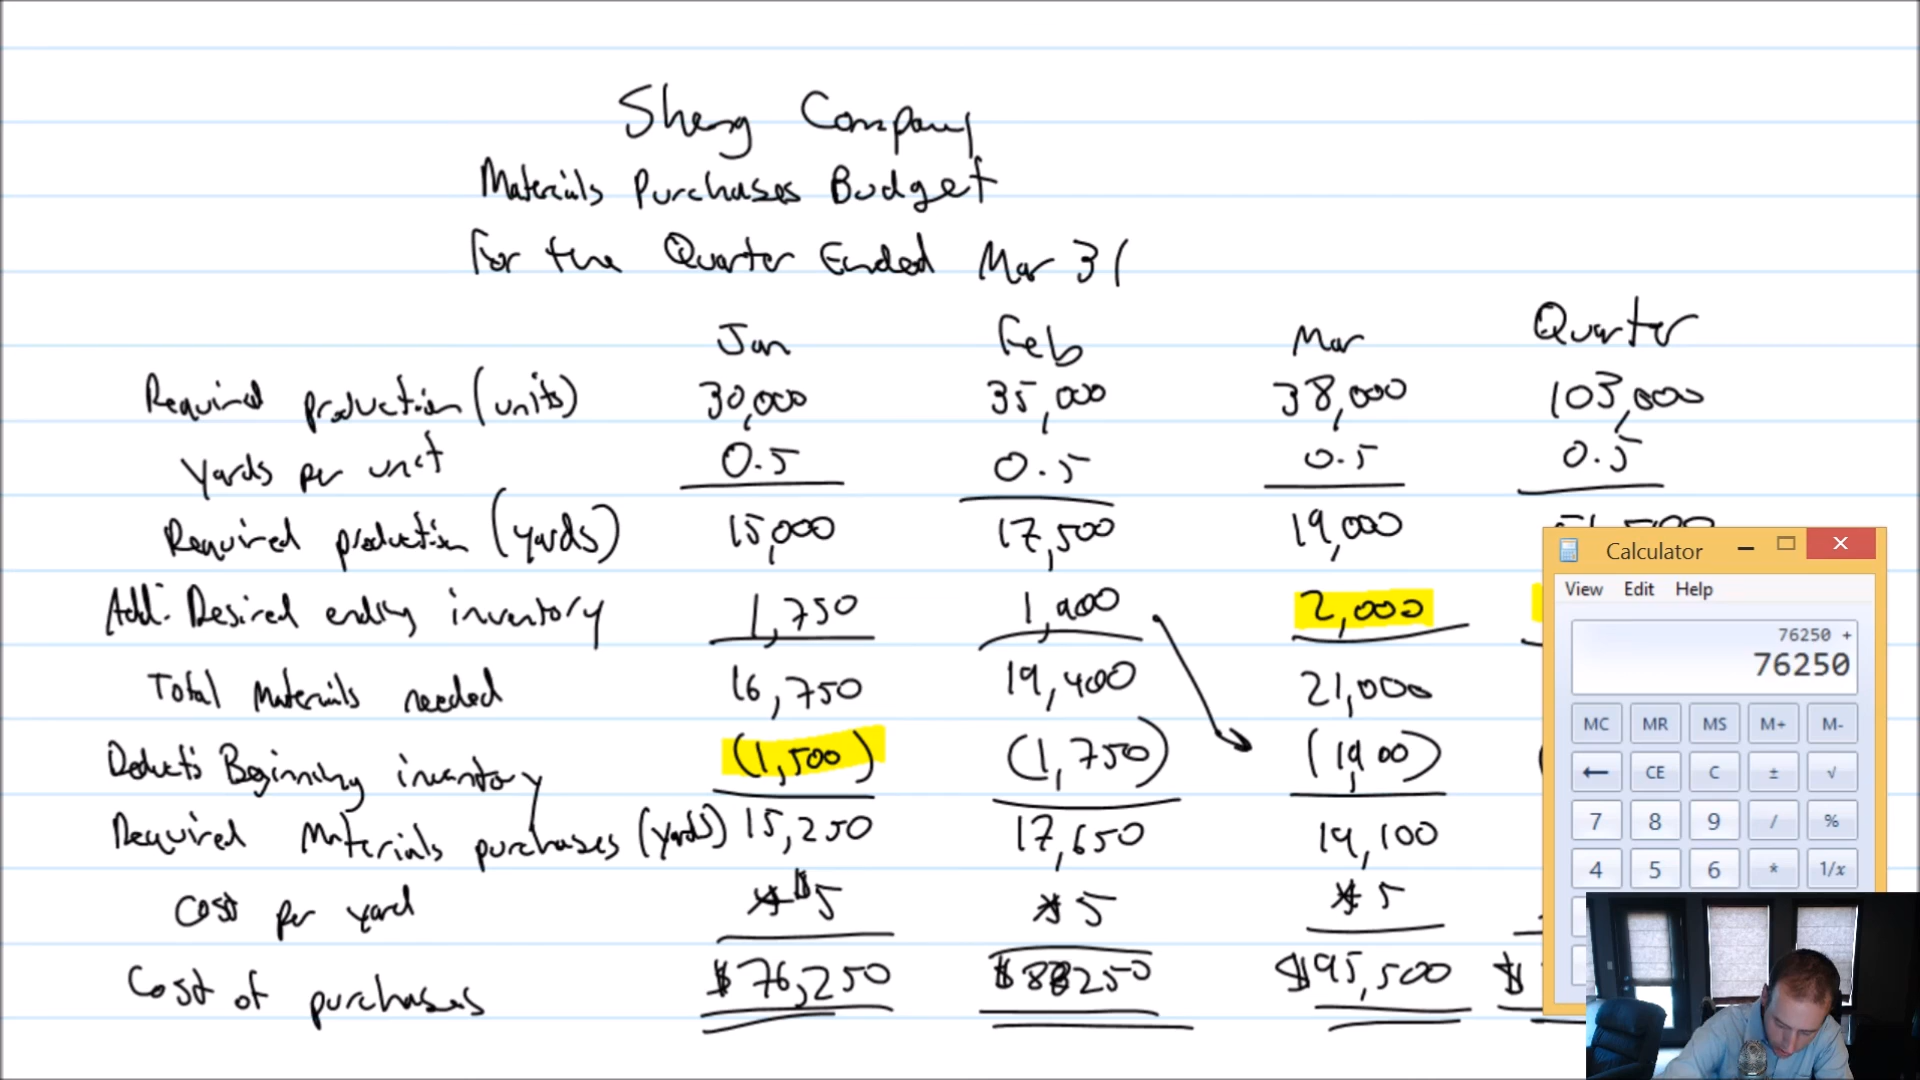 Sheng Company
Materials Purchases Budget
For the Quarter Ended Mar 31
Jan Feb Mar Quarter
Required production (units) 30,000 35,000 38,000 103,000
Yards per unit 0.5 0.5 0.5 0.5
Required production (yards) 15,000 17,500 19,000
Add: Desired ending inventory 1,750 1,900 2,000
Total Materials needed 16,750 19,400 21,000
Deduct: Beginning inventory (1,500) (1,750) (1,900)
Required Materials purchases (yards) 15,250 17,650 19,100
Cost per yard * $5 * 5 * 5
Cost of purchases $76,250 $88250 $95,500 $
Calculator
View Edit Help
76250 +
76250
MC MR MS M+ M-
← CE C ± √
7 8 9 / %
4 5 6 * 1/x